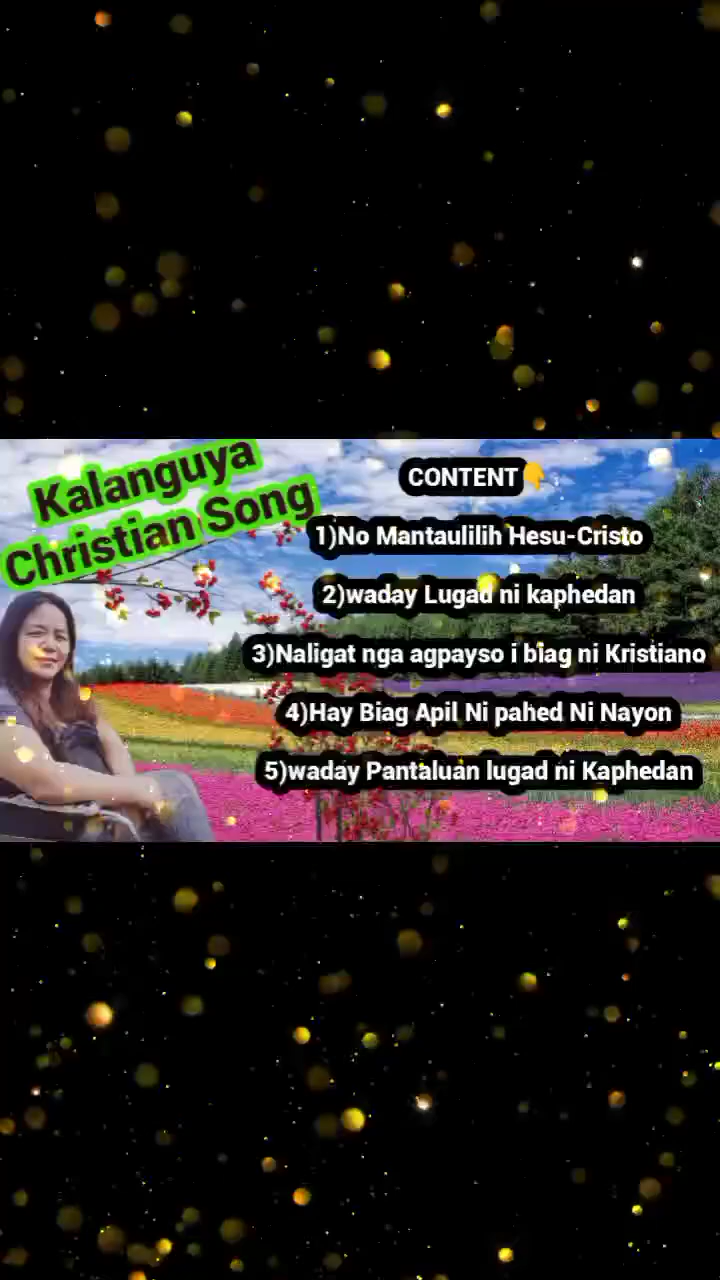 Kalanguya
Christian Song
CONTENT👇
1)No Mantaulilih Hesu-Cristo
2)waday Lugad ni kaphedan
3)Naligat nga agpayso i biag ni Kristiano
4)Hay Biag Apil Ni pahed Ni Nayon
5)waday Pantaluan lugad ni Kaphedan